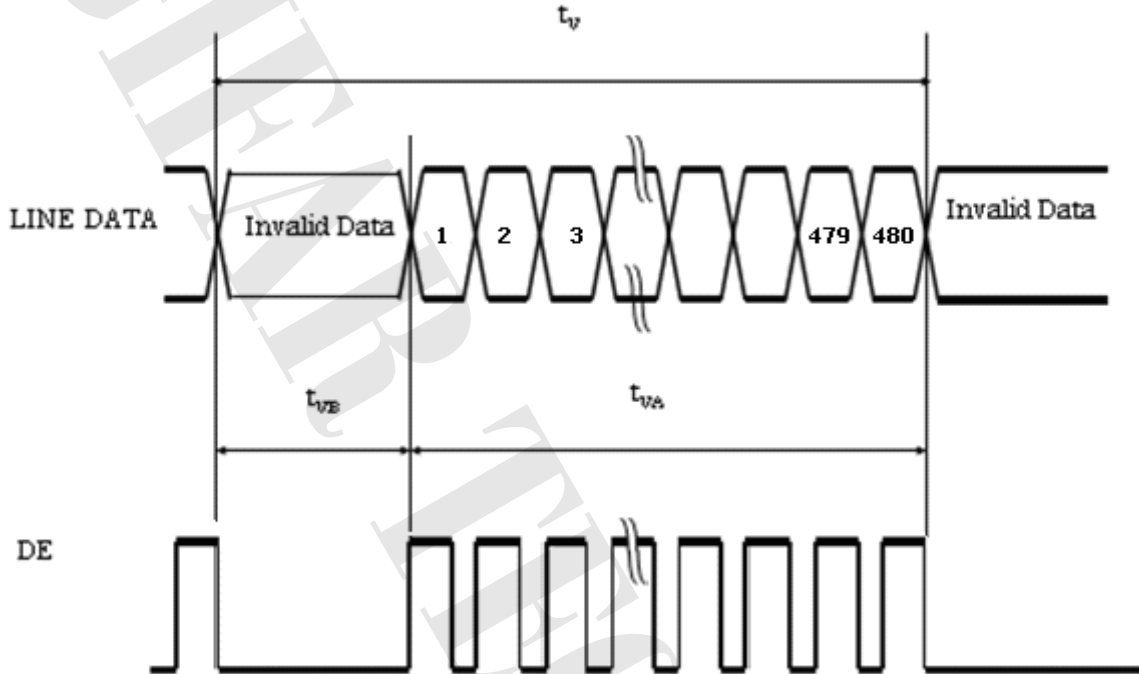 tv
LINE DATA
Invalid Data
1
2
3
479
480
Invalid Data
tVB
tVA
DE